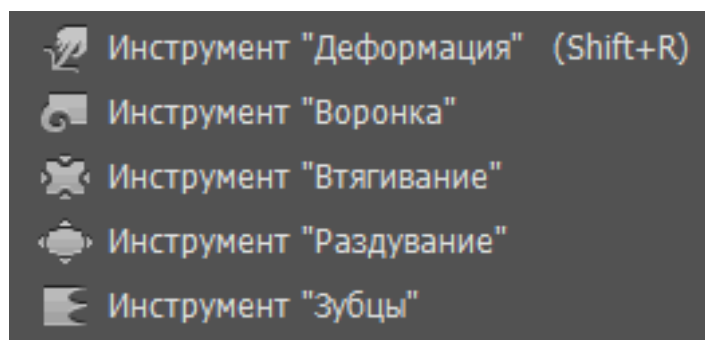 Инструмент "Деформация" (Shift+R)
Инструмент "Воронка"
Инструмент "Втягивание"
Инструмент "Раздувание"
Инструмент "Зубцы"